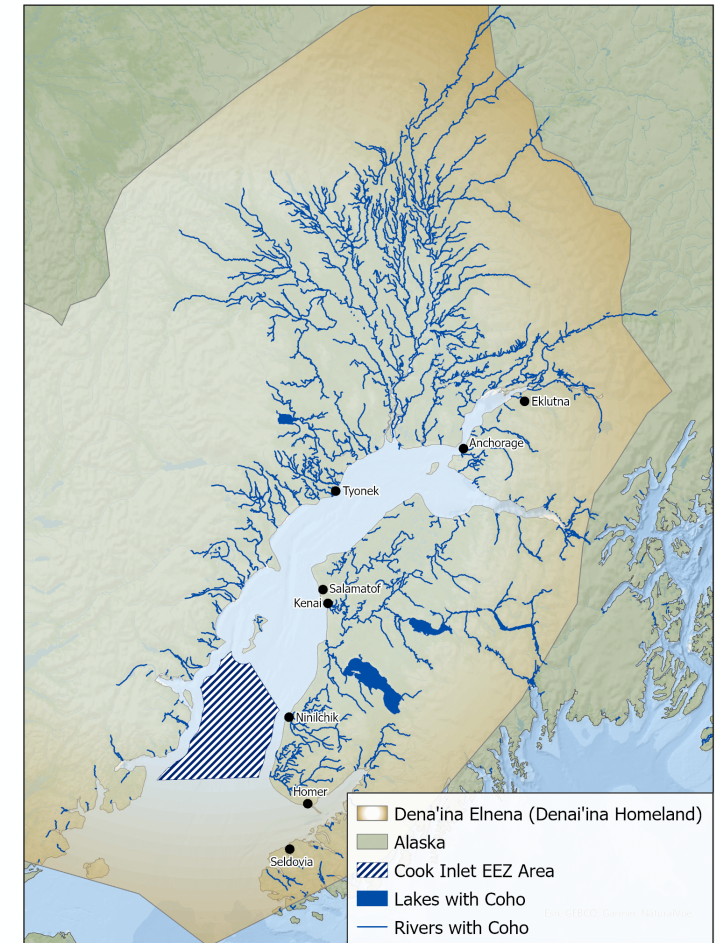 Eklutna
Anchorage
Tyonek
Salamatof
Kenai
Ninilchik
Homer
Seldovia
Dena'ina Elnena (Denai'ina Homeland)
Alaska
Cook Inlet EEZ Area
Lakes with Coho
Rivers with Coho